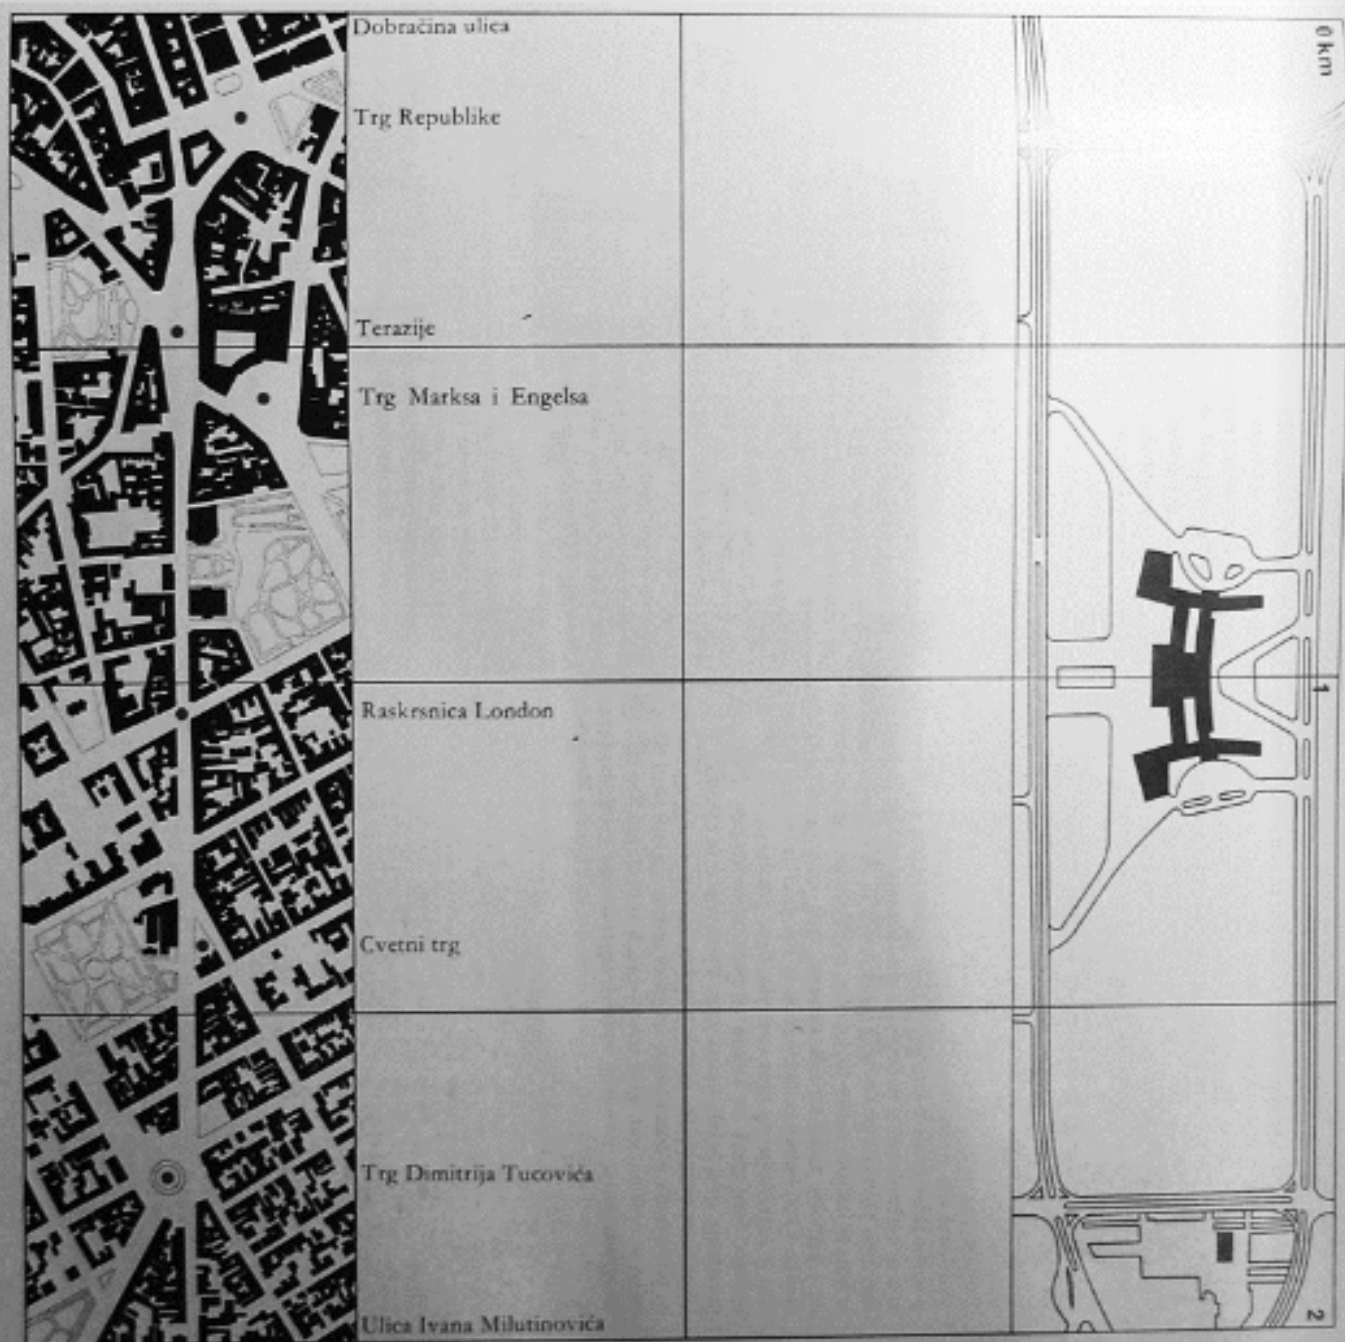 Dobračina ulica
0 km
Trg Republike
Terazije
Trg Marksa i Engelsa
1
Raskrsnica London
Cvetni trg
Trg Dimitrija Tucovića
2
Ulica Ivana Milutinovića